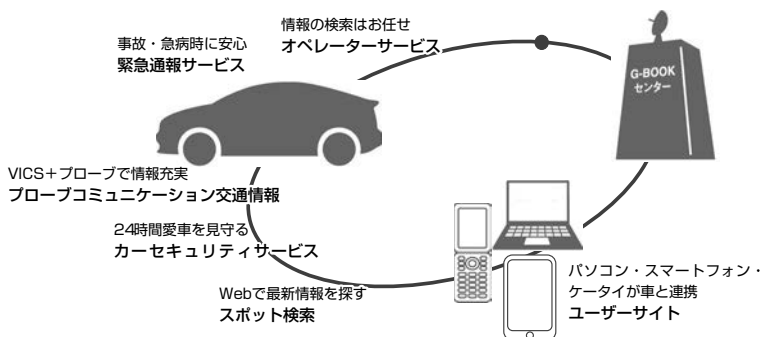 情報の検索はお任せ
オペレーターサービス
事故・急病時に安心
緊急通報サービス
G-BOOK
センター
VICS＋プローブで情報充実
プローブコミュニケーション交通情報
24時間愛車を見守る
カーセキュリティサービス
Webで最新情報を探す
スポット検索
パソコン・スマートフォン・
ケータイが車と連携
ユーザーサイト